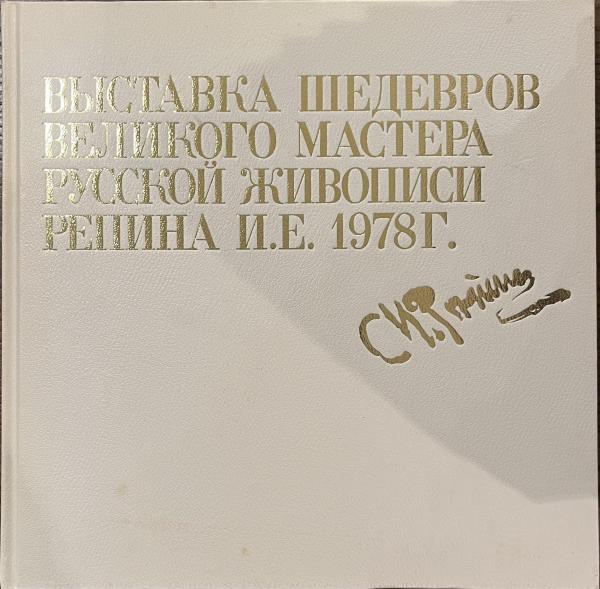 ВЫСТАВКА ШЕДЕВРОВ
ВЕЛИКОГО МАСТЕРА
РУССКОЙ ЖИВОПИСИ
РЕПИНА И.Е. 1978 Г.